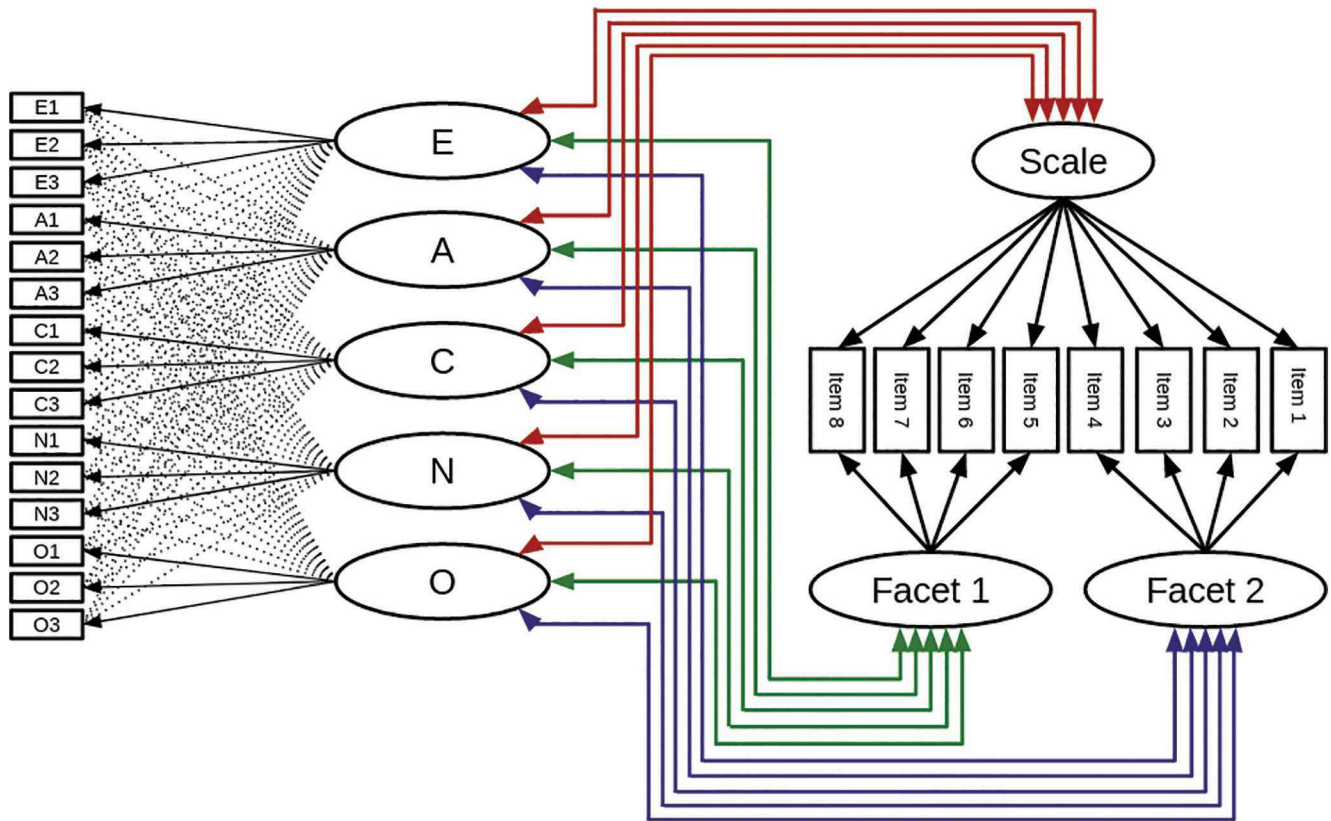 E1
E2
E3
A1
A2
A3
C1
C2
C3
N1
N2
N3
O1
O2
O3
E
A
C
N
O
Scale
Item 8
Item 7
Item 6
Item 5
Item 4
Item 3
Item 2
Item 1
Facet 1
Facet 2